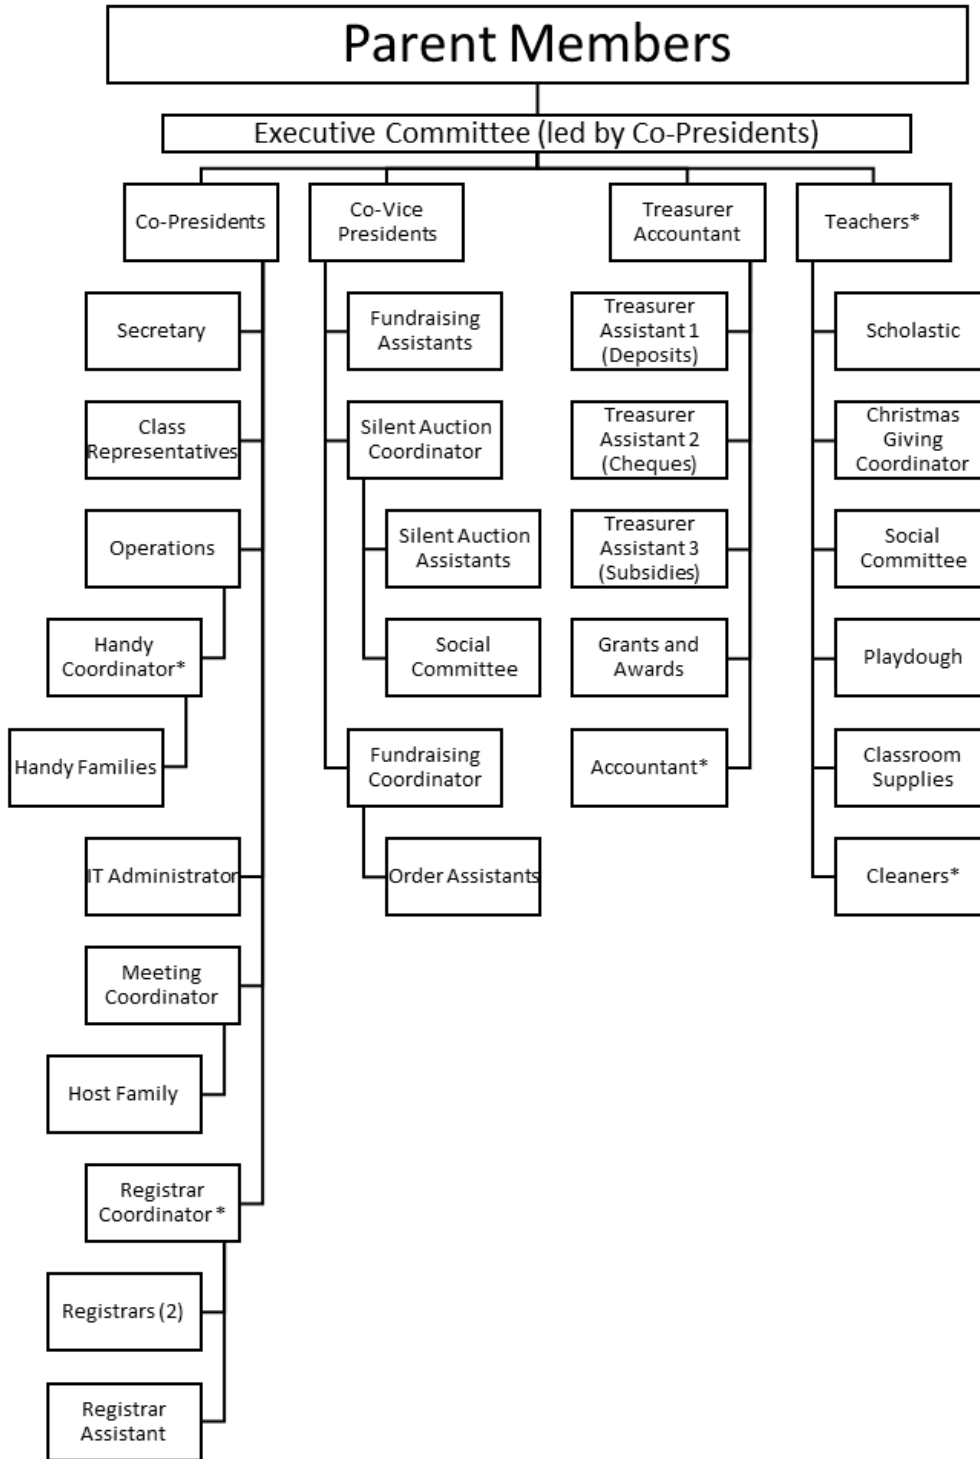 Parent Members
Executive Committee (led by Co-Presidents)
Co-Presidents
Co-Vice
Presidents
Treasurer
Accountant
Teachers*
Secretary
Class
Representatives
Operations
Handy
Coordinator*
Handy Families
IT Administrator
Meeting
Coordinator
Host Family
Registrar
Coordinator *
Registrars (2)
Registrar
Assistant
Fundraising
Assistants
Silent Auction
Coordinator
Silent Auction
Assistants
Social
Committee
Fundraising
Coordinator
Order Assistants
Treasurer
Assistant 1
(Deposits)
Treasurer
Assistant 2
(Cheques)
Treasurer
Assistant 3
(Subsidies)
Grants and
Awards
Accountant*
Scholastic
Christmas
Giving
Coordinator
Social
Committee
Playdough
Classroom
Supplies
Cleaners*